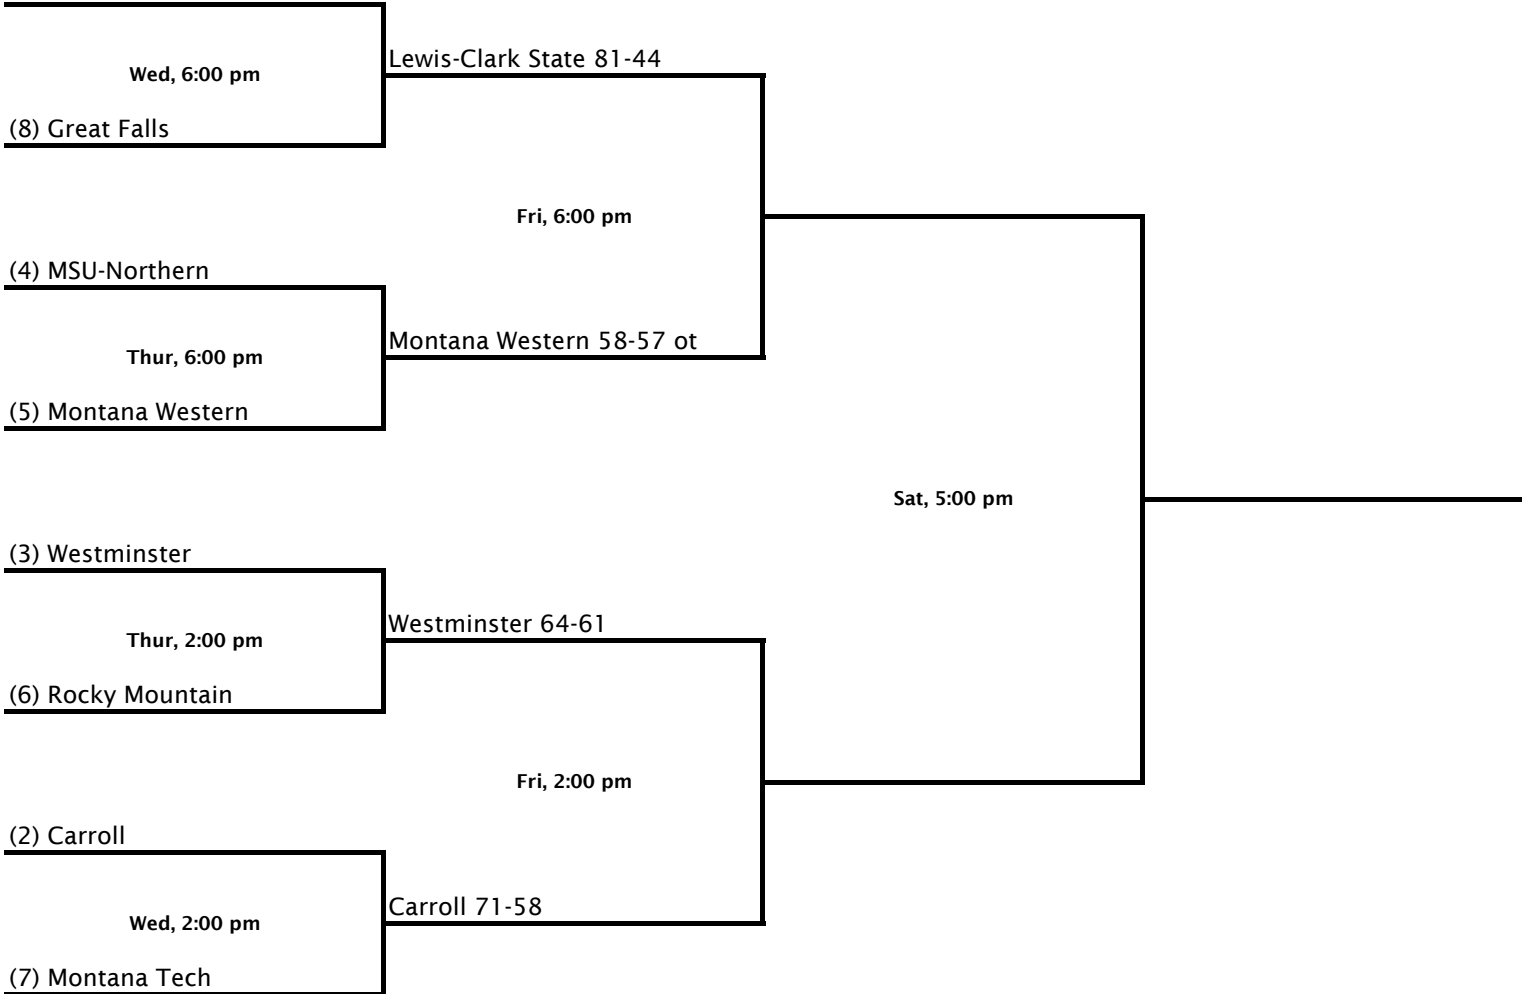 Lewis-Clark State 81-44
Wed, 6:00 pm
(8) Great Falls
Fri, 6:00 pm
(4) MSU-Northern
Montana Western 58-57 ot
Thur, 6:00 pm
(5) Montana Western
Sat, 5:00 pm
(3) Westminster
Westminster 64-61
Thur, 2:00 pm
(6) Rocky Mountain
Fri, 2:00 pm
(2) Carroll
Carroll 71-58
Wed, 2:00 pm
(7) Montana Tech